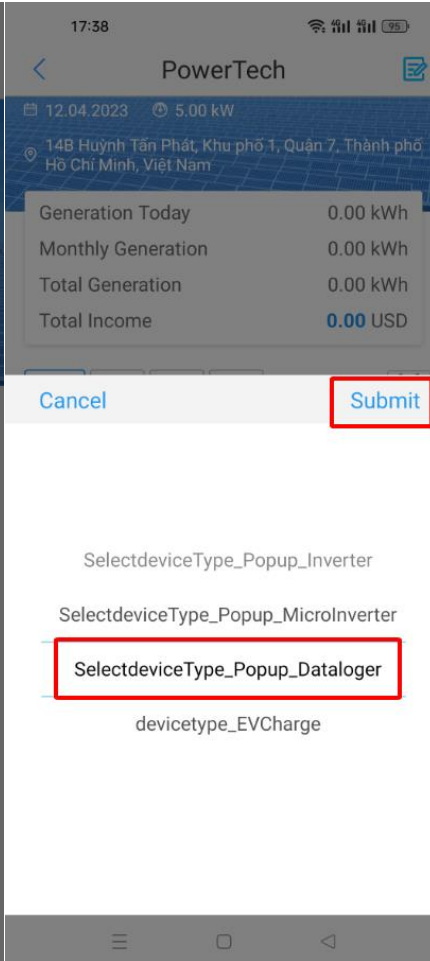 17:38
4G 4G 95
PowerTech
12.04.2023 5.00 kW
14B Huỳnh Tấn Phát, Khu phố 1, Quận 7, Thành phố
Hồ Chí Minh, Việt Nam
Generation Today 0.00 kWh
Monthly Generation 0.00 kWh
Total Generation 0.00 kWh
Total Income 0.00 USD
Cancel Submit
SelectdeviceType_Popup_Inverter
SelectdeviceType_Popup_MicroInverter
SelectdeviceType_Popup_Dataloger
devicetype_EVCharge